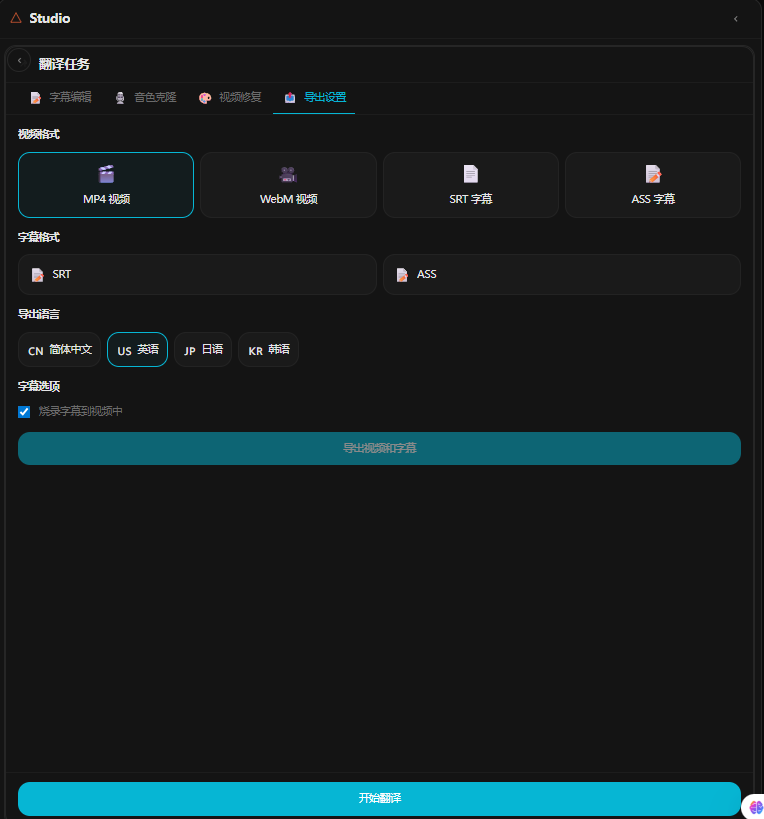 Studio
翻译任务
字幕编辑 音色克隆 视频修复 导出设置
视频格式
MP4 视频 WebM 视频 SRT 字幕 ASS 字幕
字幕格式
SRT ASS
导出语言
CN 简体中文 US 英语 JP 日语 KR 韩语
字幕选项
烧录字幕到视频中
导出视频和字幕
开始翻译